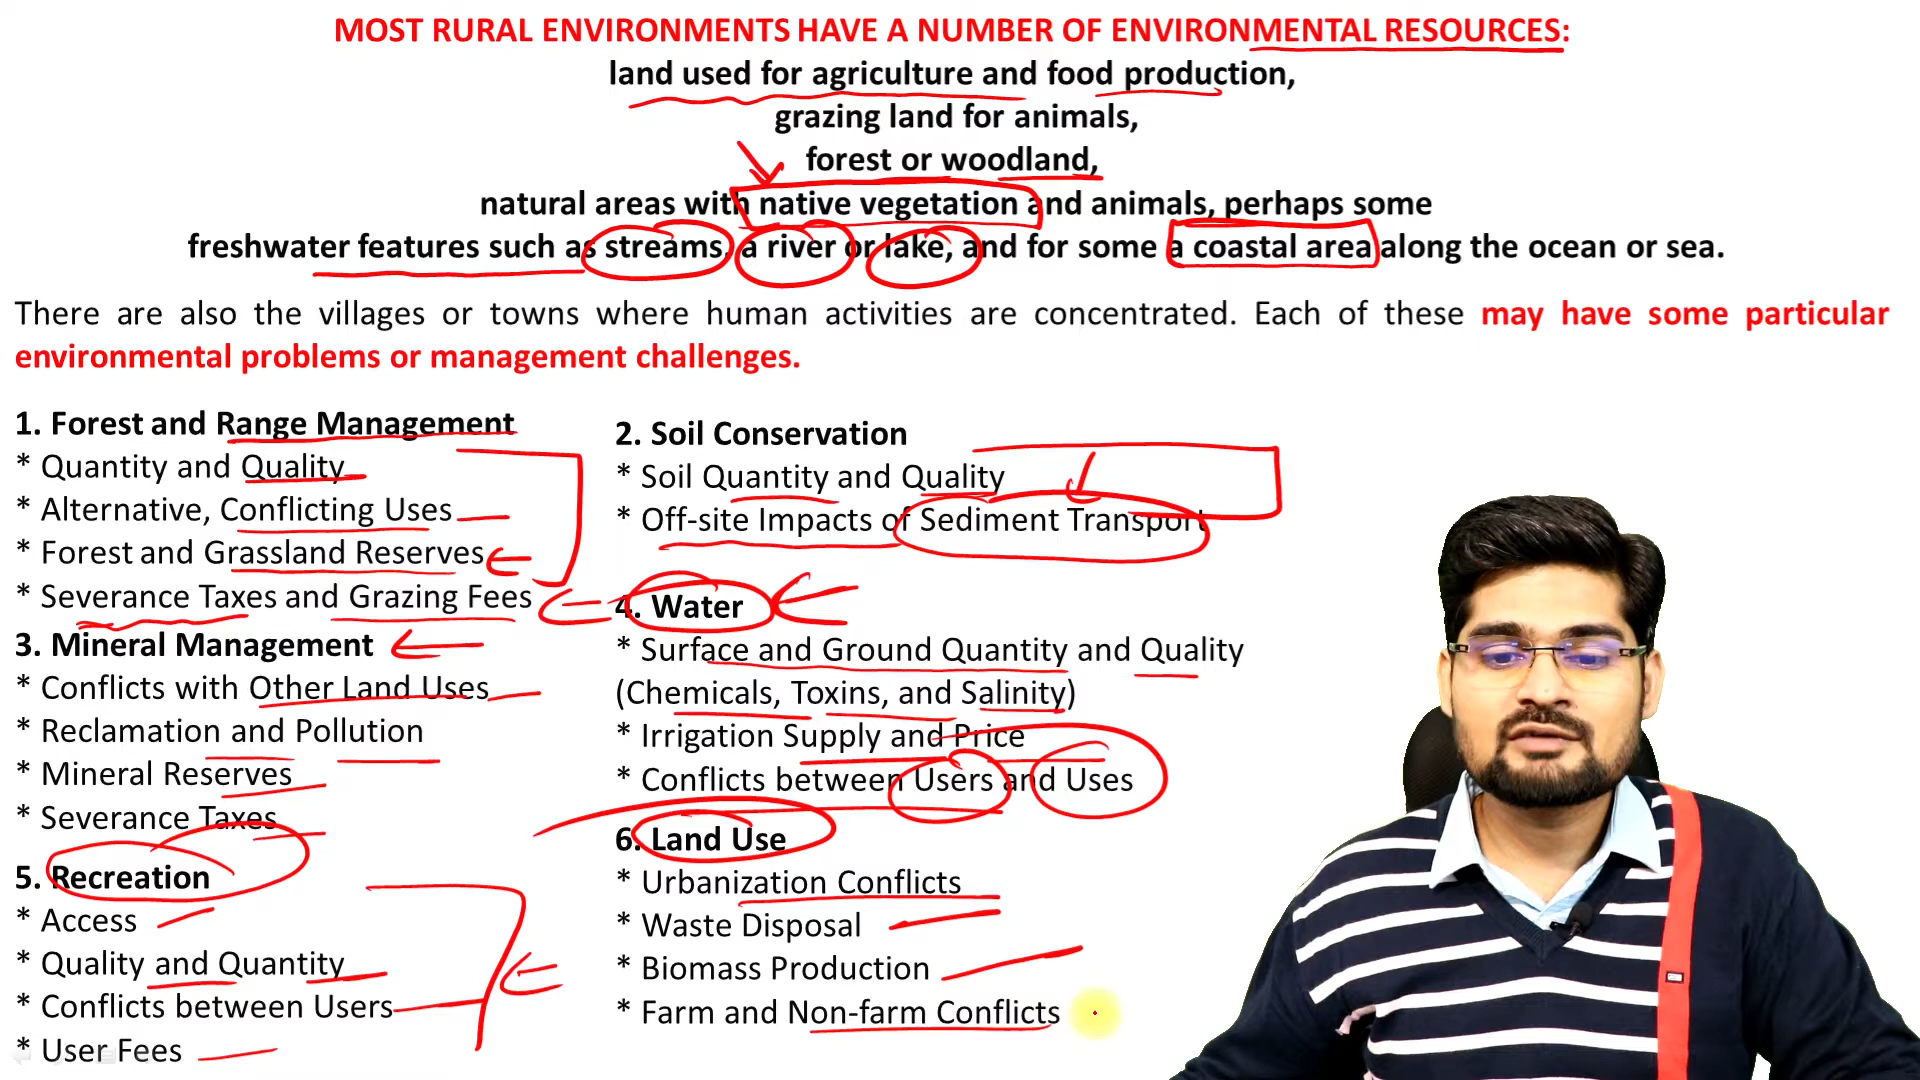 MOST RURAL ENVIRONMENTS HAVE A NUMBER OF ENVIRONMENTAL RESOURCES:
land used for agriculture and food production,
grazing land for animals,
forest or woodland,
natural areas with native vegetation and animals, perhaps some
freshwater features such as streams, a river or lake, and for some a coastal area along the ocean or sea.
There are also the villages or towns where human activities are concentrated. Each of these may have some particular
environmental problems or management challenges.
1. Forest and Range Management
* Quantity and Quality
* Alternative, Conflicting Uses
* Forest and Grassland Reserves
* Severance Taxes and Grazing Fees
3. Mineral Management
* Conflicts with Other Land Uses
* Reclamation and Pollution
* Mineral Reserves
* Severance Taxes
5. Recreation
* Access
* Quality and Quantity
* Conflicts between Users
* User Fees
2. Soil Conservation
* Soil Quantity and Quality
* Off-site Impacts of Sediment Transport
4. Water
* Surface and Ground Quantity and Quality
(Chemicals, Toxins, and Salinity)
* Irrigation Supply and Price
* Conflicts between Users and Uses
6. Land Use
* Urbanization Conflicts
* Waste Disposal
* Biomass Production
* Farm and Non-farm Conflicts